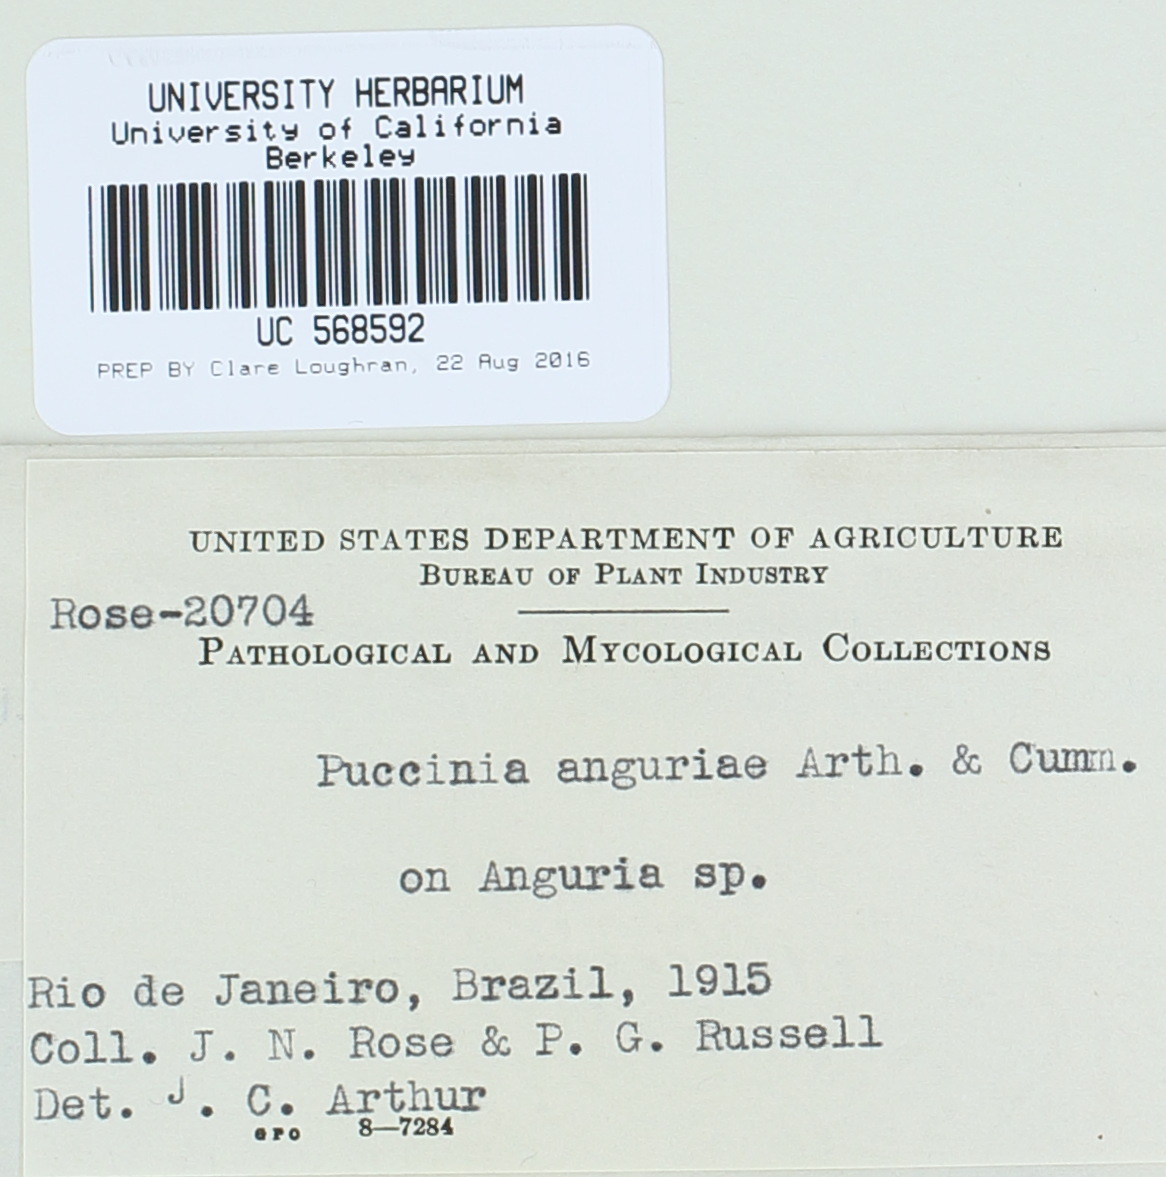 UNIVERSITY HERBARIUM
University of California
Berkeley
UC 568592
PREP BY Clare Loughran, 22 Aug 2016
UNITED STATES DEPARTMENT OF AGRICULTURE
BUREAU OF PLANT INDUSTRY
Rose-20704
PATHOLOGICAL AND MYCOLOGICAL COLLECTIONS
Puccinia anguriae Arth. & Cumm.
on Anguria sp.
Rio de Janeiro, Brazil, 1915
Coll. J. N. Rose & P. G. Russell
Det. J. C. Arthur
GPO 8—7284